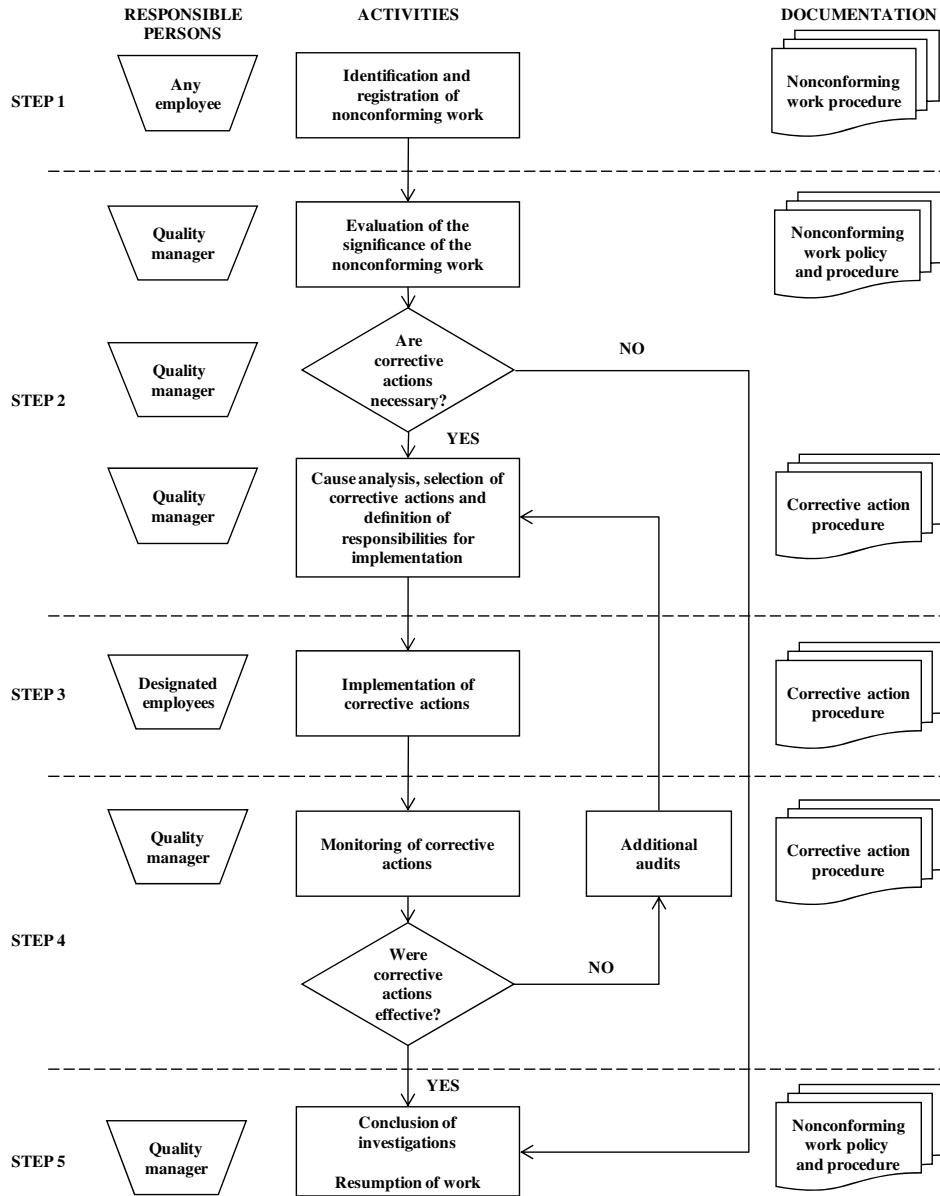 RESPONSIBLE
PERSONS
ACTIVITIES
DOCUMENTATION
STEP 1
Any
employee
Identification and
registration of
nonconforming work
Nonconforming
work procedure
Quality
manager
Evaluation of the
significance of the
nonconforming work
Nonconforming
work policy
and procedure
STEP 2
Quality
manager
Are
corrective
actions
necessary?
NO
YES
Quality
manager
Cause analysis, selection of
corrective actions and
definition of
responsibilities for
implementation
Corrective action
procedure
STEP 3
Designated
employees
Implementation of
corrective actions
Corrective action
procedure
Quality
manager
Monitoring of corrective
actions
Additional
audits
Corrective action
procedure
STEP 4
Were
corrective
actions
effective?
NO
YES
STEP 5
Quality
manager
Conclusion of
investigations
Resumption of work
Nonconforming
work policy
and procedure